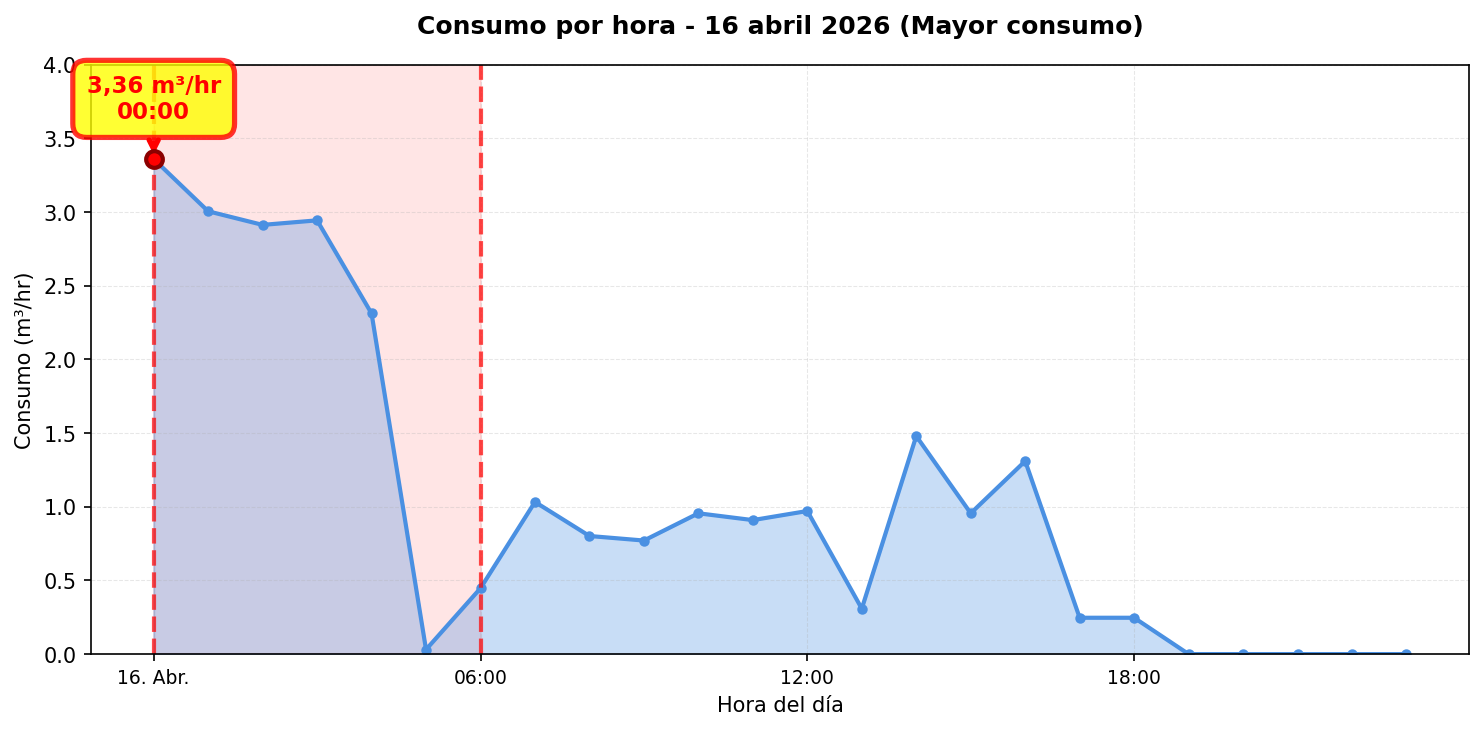 Consumo por hora - 16 abril 2026 (Mayor consumo)
3,36 m³/hr
00:00
Consumo (m³/hr)
4.0
3.5
3.0
2.5
2.0
1.5
1.0
0.5
0.0
16. Abr.
06:00
12:00
18:00
Hora del día